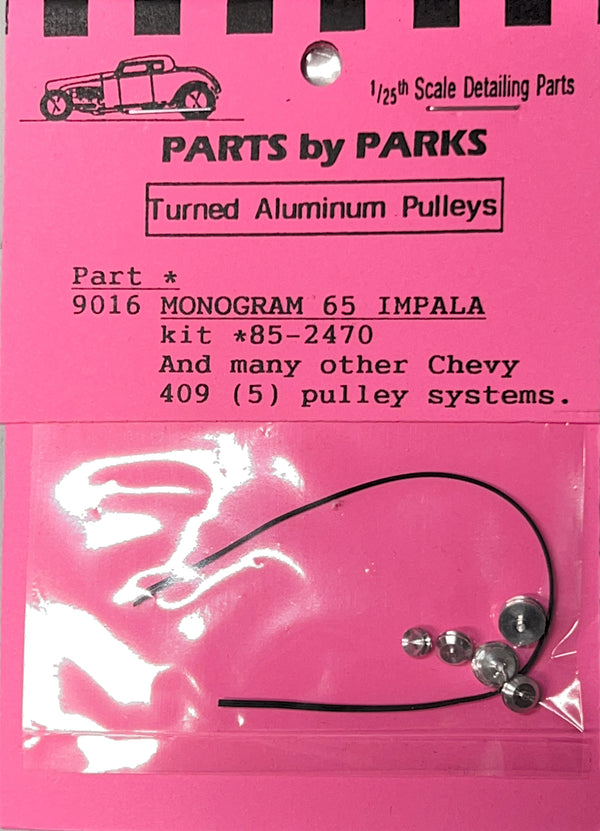 1/25th Scale Detailing Parts
PARTS by PARKS
Turned Aluminum Pulleys
Part *
9016 MONOGRAM 65 IMPALA
kit *85-2470
And many other Chevy
409 (5) pulley systems.